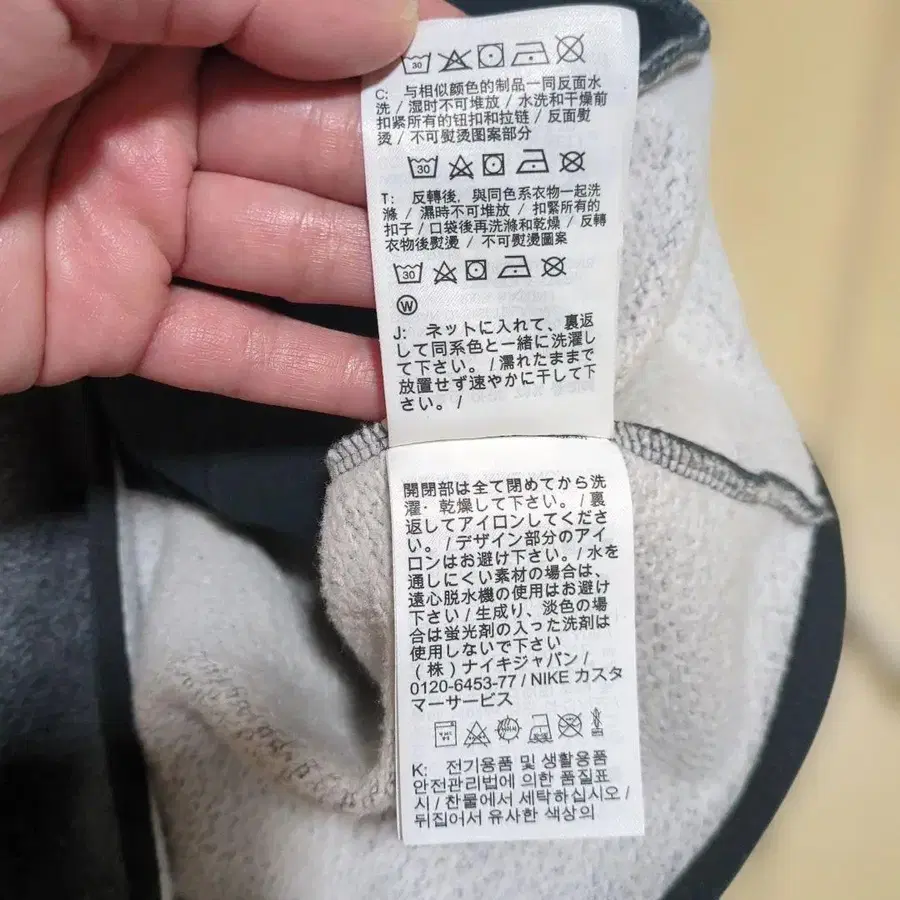 30
C: 与相似颜色的制品一同反面水
洗 / 湿时不可堆放 / 水洗和干燥前
扣紧所有的钮扣和拉链 / 反面熨
烫 / 不可熨烫图案部分
30
T: 反轉後，與同色系衣物一起洗
滌 / 濕時不可堆放 / 扣緊所有的
扣子 / 口袋後再洗滌和乾燥 / 反轉
衣物後熨燙 / 不可熨燙圖案
30
W
J: ネットに入れて、裏返
して同系色と一緒に洗濯し
て下さい。/ 濡れたままで
放置せず速やかに干して下
さい。/
開閉部は全て閉めてから洗
濯・乾燥して下さい。/ 裏
返してアイロンしてくださ
い。/ デザイン部分のアイ
ロンはお避け下さい。/ 水を
通しにくい素材の場合は、
遠心脱水機の使用はお避け
下さい / 生成り、淡色の場
合は蛍光剤の入った洗剤は
使用しないで下さい
(株) ナイキジャパン /
0120-6453-77 / NIKE カスタ
マーサービス
K: 전기용품 및 생활용품
안전관리법에 의한 품질표
시 / 찬물에서 세탁하십시오 /
뒤집어서 유사한 색상의